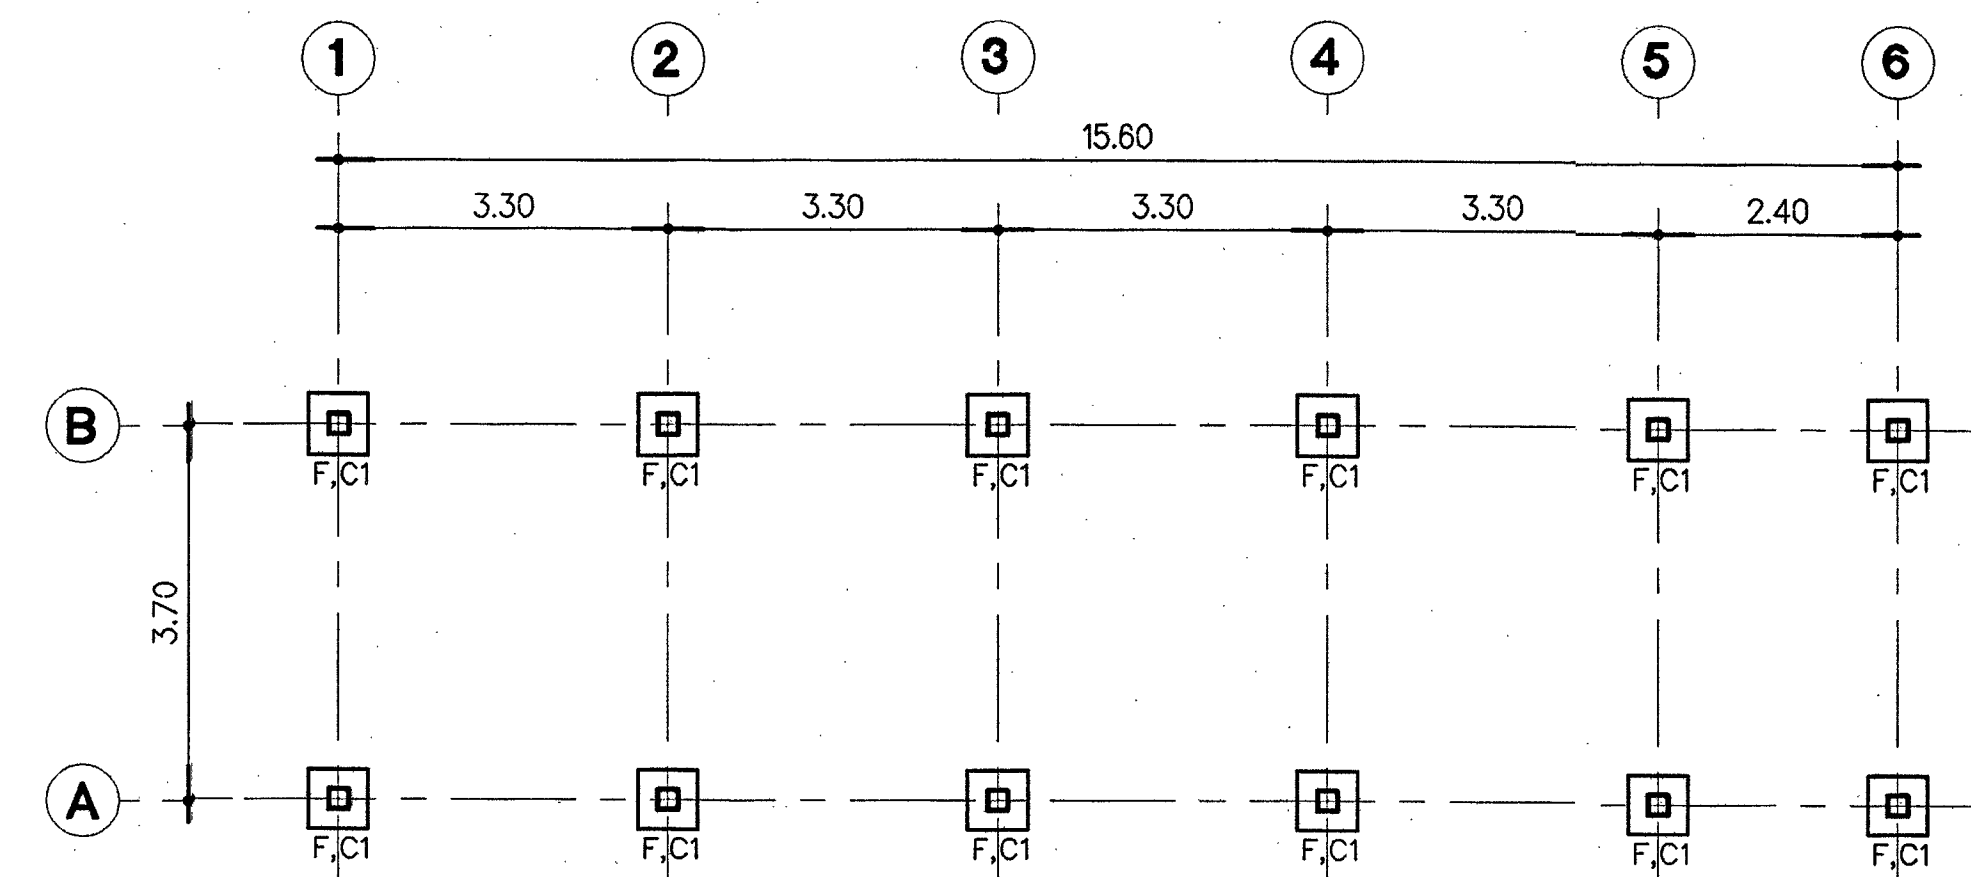 1 2 3 4 5 6
15.60
3.30 3.30 3.30 3.30 2.40
B
F,C1 F,C1 F,C1 F,C1 F,C1 F,C1
3.70
A
F,C1 F,C1 F,C1 F,C1 F,C1 F,C1